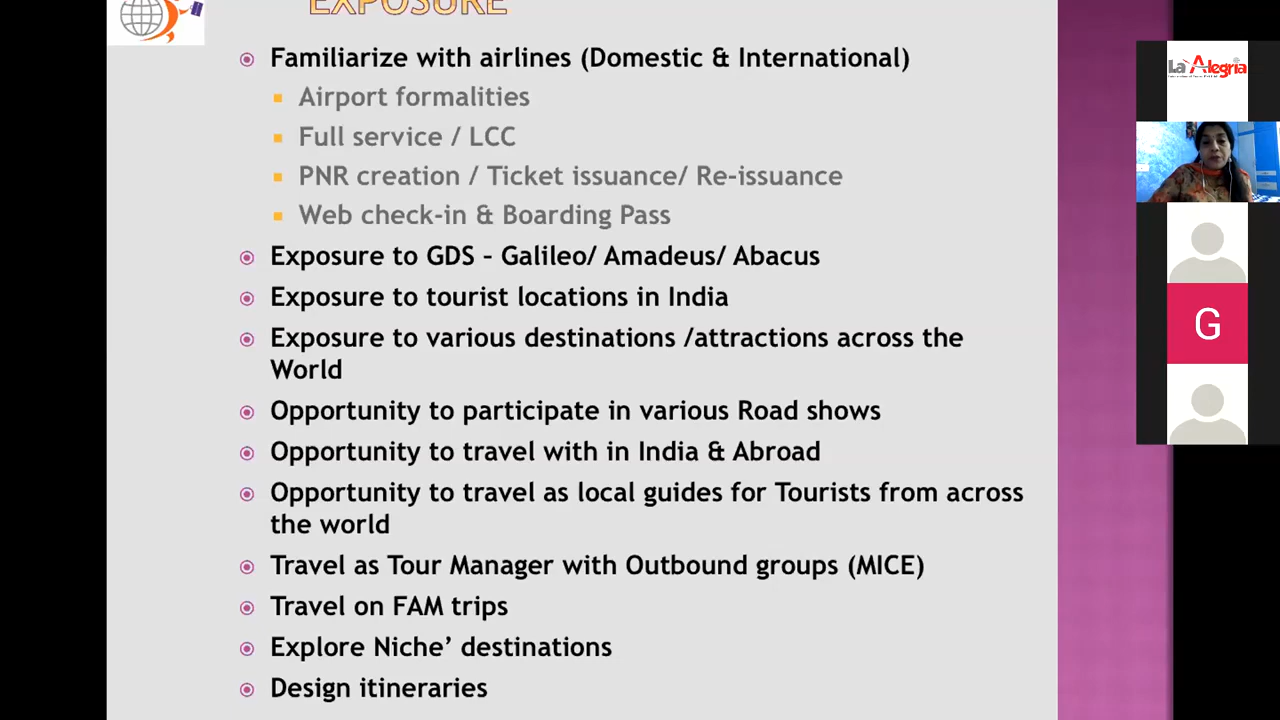 EXPOSURE
Familiarize with airlines (Domestic & International)
Airport formalities
Full service / LCC
PNR creation / Ticket issuance/ Re-issuance
Web check-in & Boarding Pass
Exposure to GDS – Galileo/ Amadeus/ Abacus
Exposure to tourist locations in India
Exposure to various destinations /attractions across the
World
Opportunity to participate in various Road shows
Opportunity to travel with in India & Abroad
Opportunity to travel as local guides for Tourists from across
the world
Travel as Tour Manager with Outbound groups (MICE)
Travel on FAM trips
Explore Niche’ destinations
Design itineraries
La Alegria
G